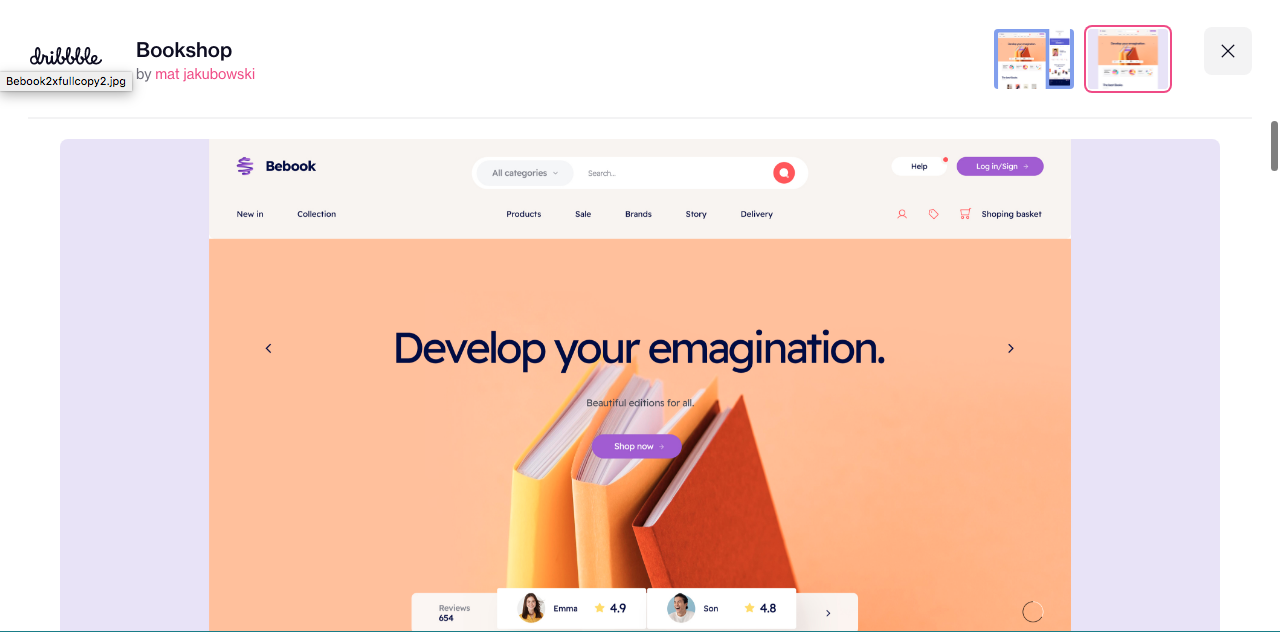 dribbble
Bookshop
by mat jakubowski
Bebook2xfullcopy2.jpg
Bebook
All categories
Search...
Help
Log in/Sign →
New in
Collection
Products
Sale
Brands
Story
Delivery
Shoping basket
Develop your emagination.
Beautiful editions for all.
Shop now →
Reviews
654
Emma
4.9
Son
4.8